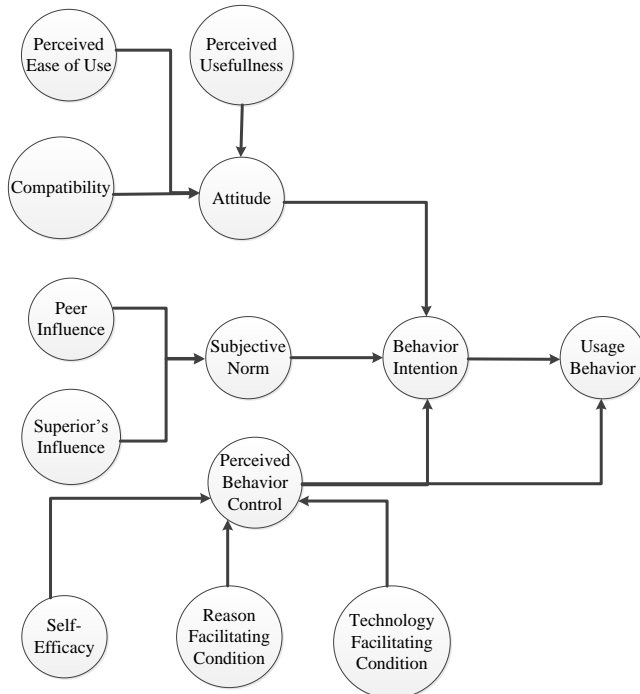 Perceived
Ease of Use
Perceived
Usefullness
Compatibility
Attitude
Peer
Influence
Subjective
Norm
Behavior
Intention
Usage
Behavior
Superior’s
Influence
Perceived
Behavior
Control
Self-
Efficacy
Reason
Facilitating
Condition
Technology
Facilitating
Condition